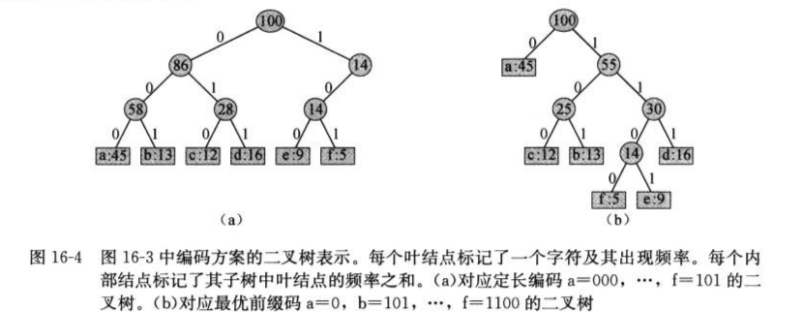 100
100
0
1
0
1
86
14
a:45
55
0
1
0
0
1
58
28
14
25
30
0
1
0
1
0
1
0
1
0
1
a:45
b:13
c:12
d:16
e:9
f:5
c:12
b:13
14
d:16
0
1
f:5
e:9
(a)
(b)
图 16-4 图 16-3 中编码方案的二叉树表示。每个叶结点标记了一个字符及其出现频率。每个内
部结点标记了其子树中叶结点的频率之和。(a)对应定长编码 a=000, …, f=101 的二
叉树。(b)对应最优前缀码 a=0, b=101, …, f=1100 的二叉树